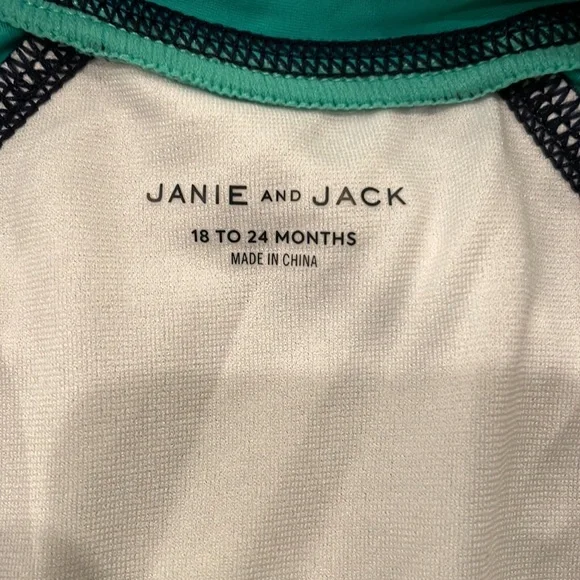 JANIE AND JACK
18 TO 24 MONTHS
MADE IN CHINA